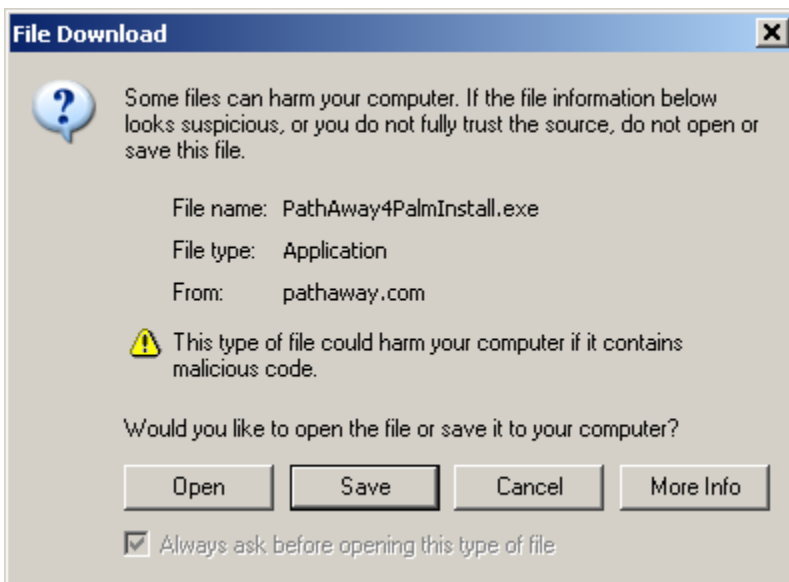 File Download
Some files can harm your computer. If the file information below
looks suspicious, or you do not fully trust the source, do not open or
save this file.
File name: PathAway4PalmInstall.exe
File type: Application
From: pathaway.com
This type of file could harm your computer if it contains
malicious code.
Would you like to open the file or save it to your computer?
Open Save Cancel More Info
Always ask before opening this type of file